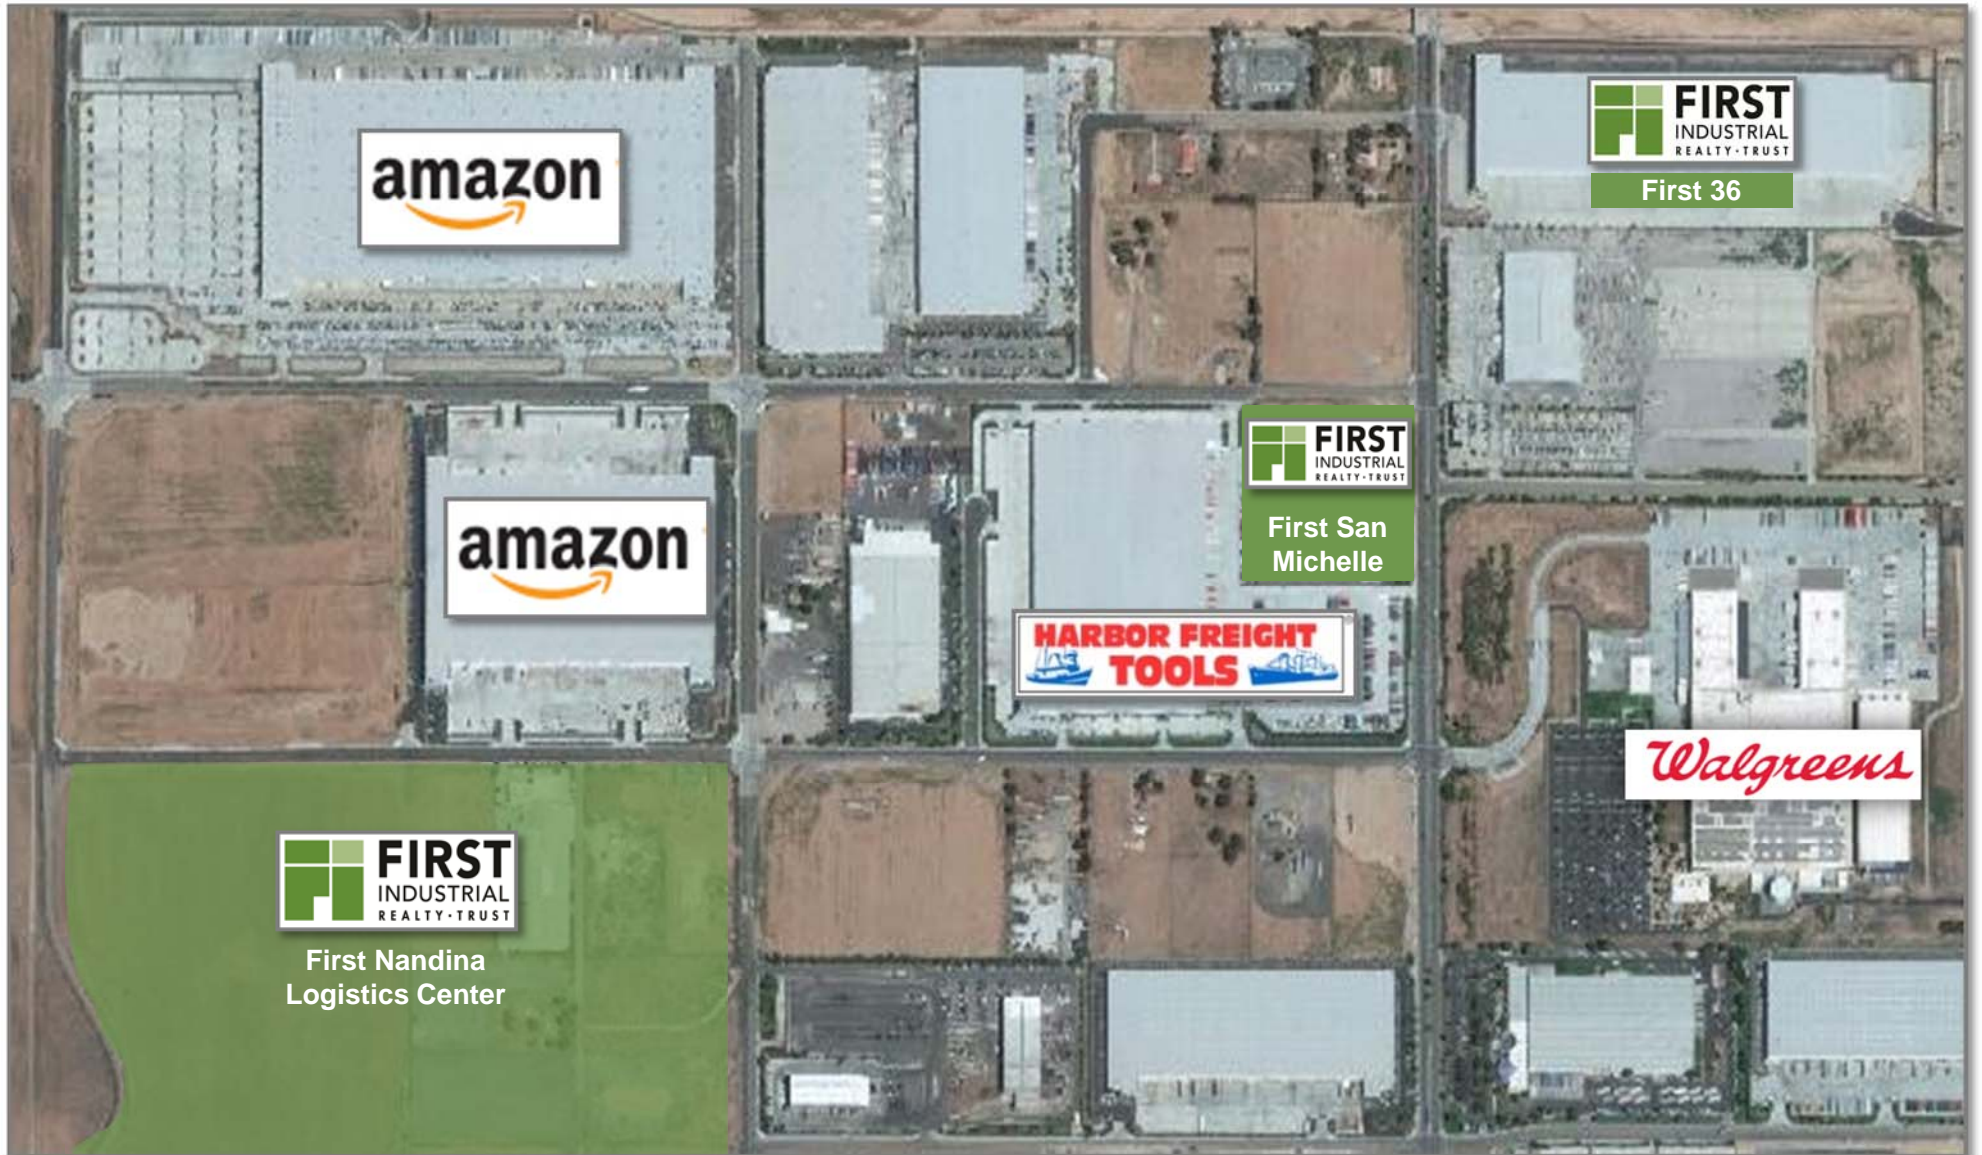 amazon
FIRST
INDUSTRIAL
REALTY·TRUST
First 36
amazon
FIRST
INDUSTRIAL
REALTY·TRUST
First San
Michelle
HARBOR FREIGHT
TOOLS
Walgreens
FIRST
INDUSTRIAL
REALTY·TRUST
First Nandina
Logistics Center